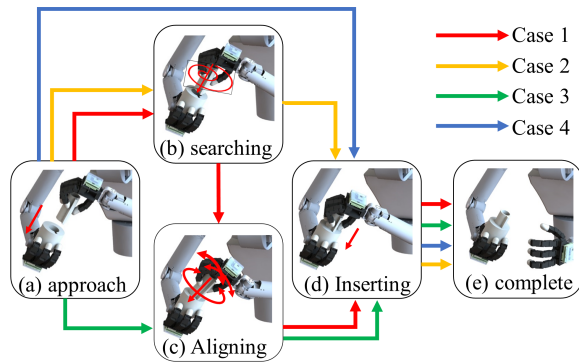 Case 1
Case 2
Case 3
Case 4
(b) searching
(a) approach
(c) Aligning
(d) Inserting
(e) complete